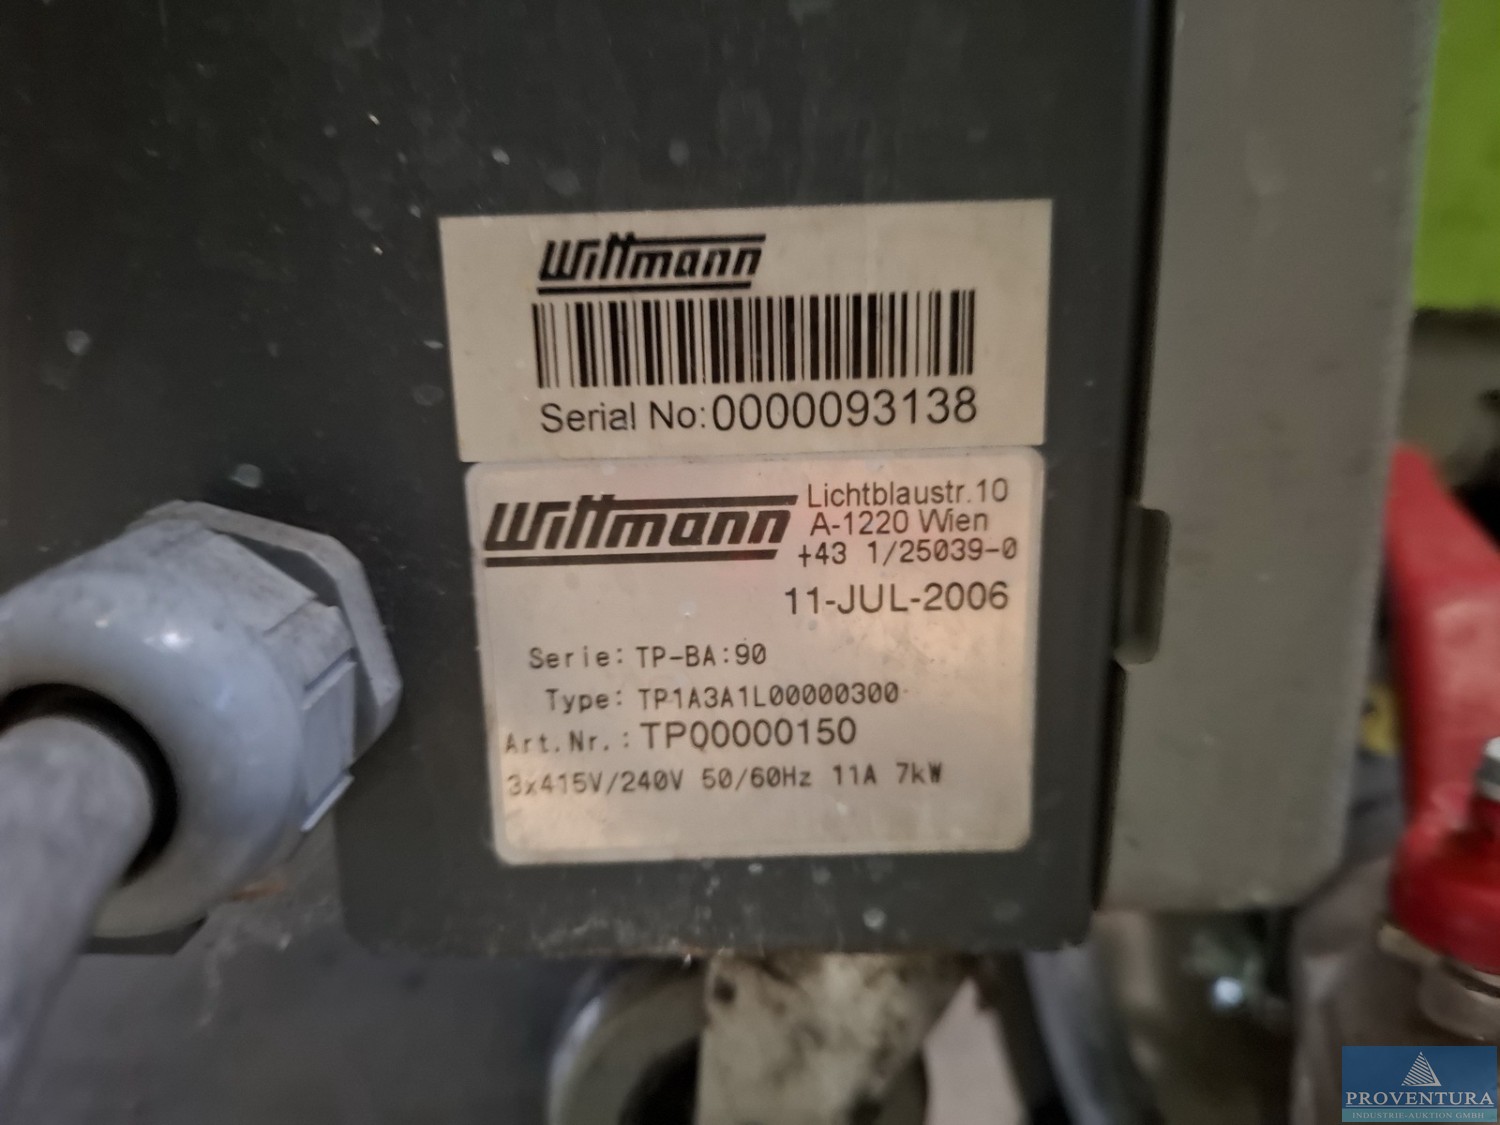 Wittmann
Serial No:0000093138
Wittmann
Lichtblaustr.10
A-1220 Wien
+43 1/25039-0
11-JUL-2006
Serie: TP-BA:90
Type: TP1A3A1L00000300
Art.Nr.: TP00000150
3x415V/240V 50/60Hz 11A 7kW
PROVENTURA
INDUSTRIE-AUKTION GMBH